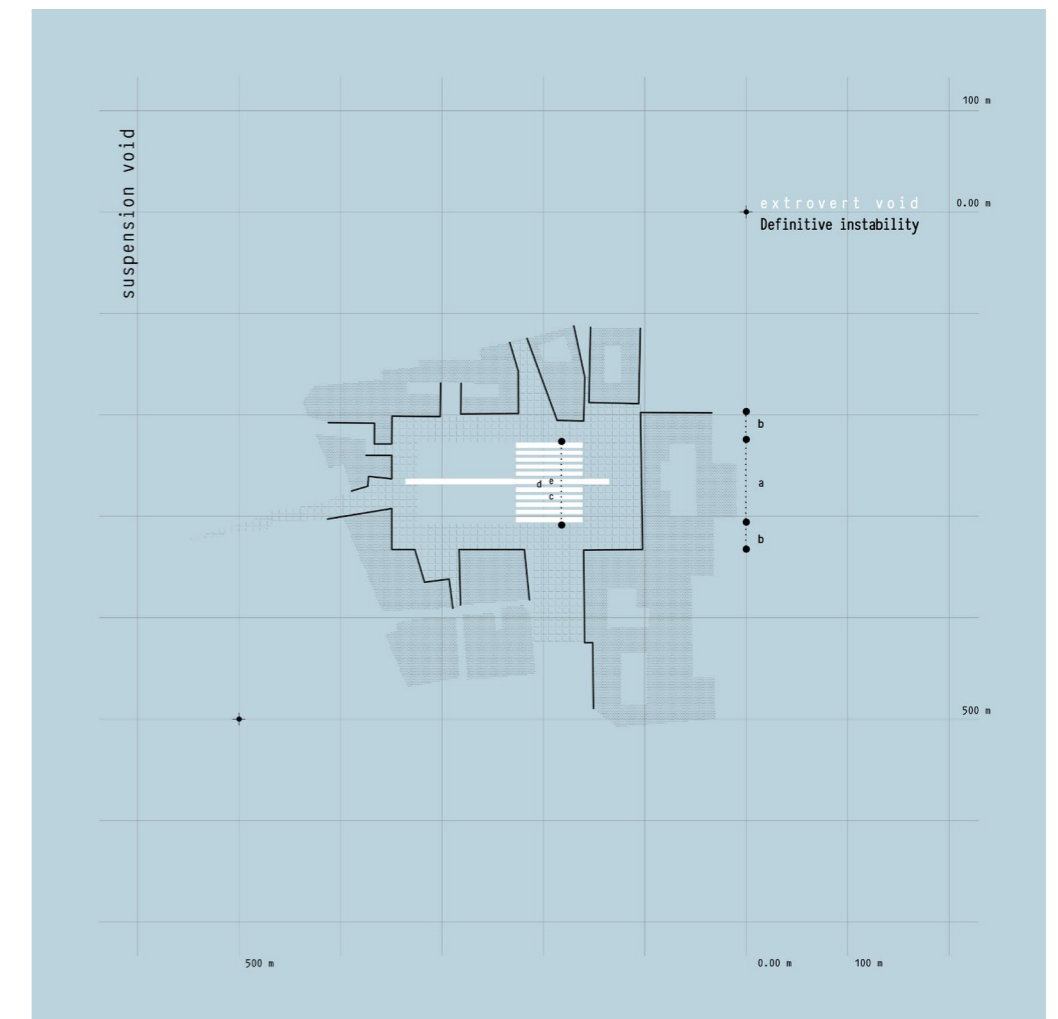 100 m
suspension void
extrovert void
0.00 m
Definitive instability
b
a
b
d
e
c
500 m
500 m
0.00 m
100 m